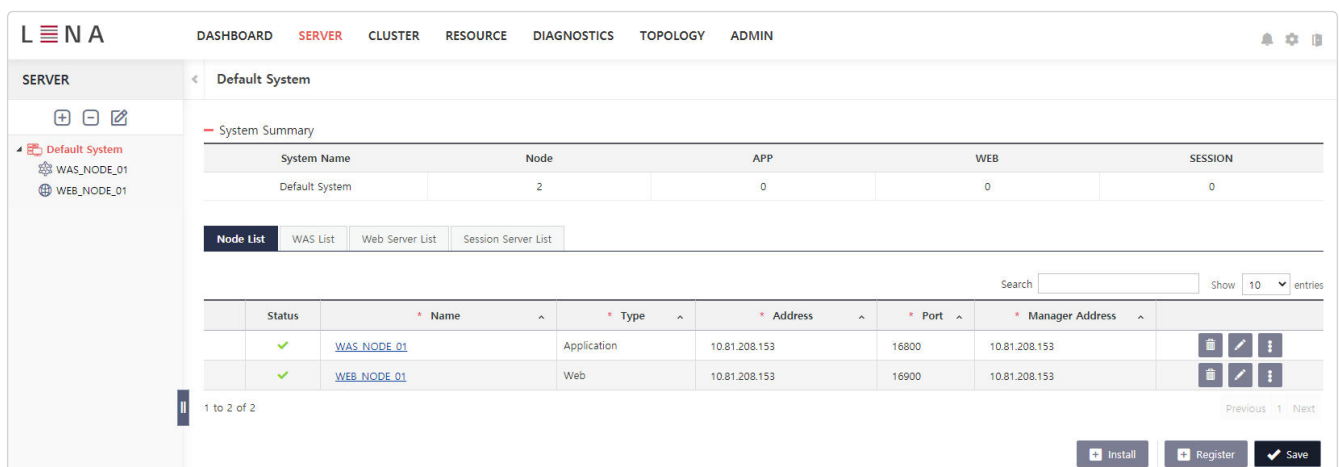 LENA DASHBOARD SERVER CLUSTER RESOURCE DIAGNOSTICS TOPOLOGY ADMIN
SERVER Default System
System Summary
System Name Node APP WEB SESSION
Default System 2 0 0 0
Default System
WAS_NODE_01
WEB_NODE_01
Node List WAS List Web Server List Session Server List
Search Show 10 entries
Status * Name * Type * Address * Port * Manager Address
WAS_NODE_01 Application 10.81.208.153 16800 10.81.208.153
WEB_NODE_01 Web 10.81.208.153 16900 10.81.208.153
1 to 2 of 2 Previous 1 Next
Install Register Save